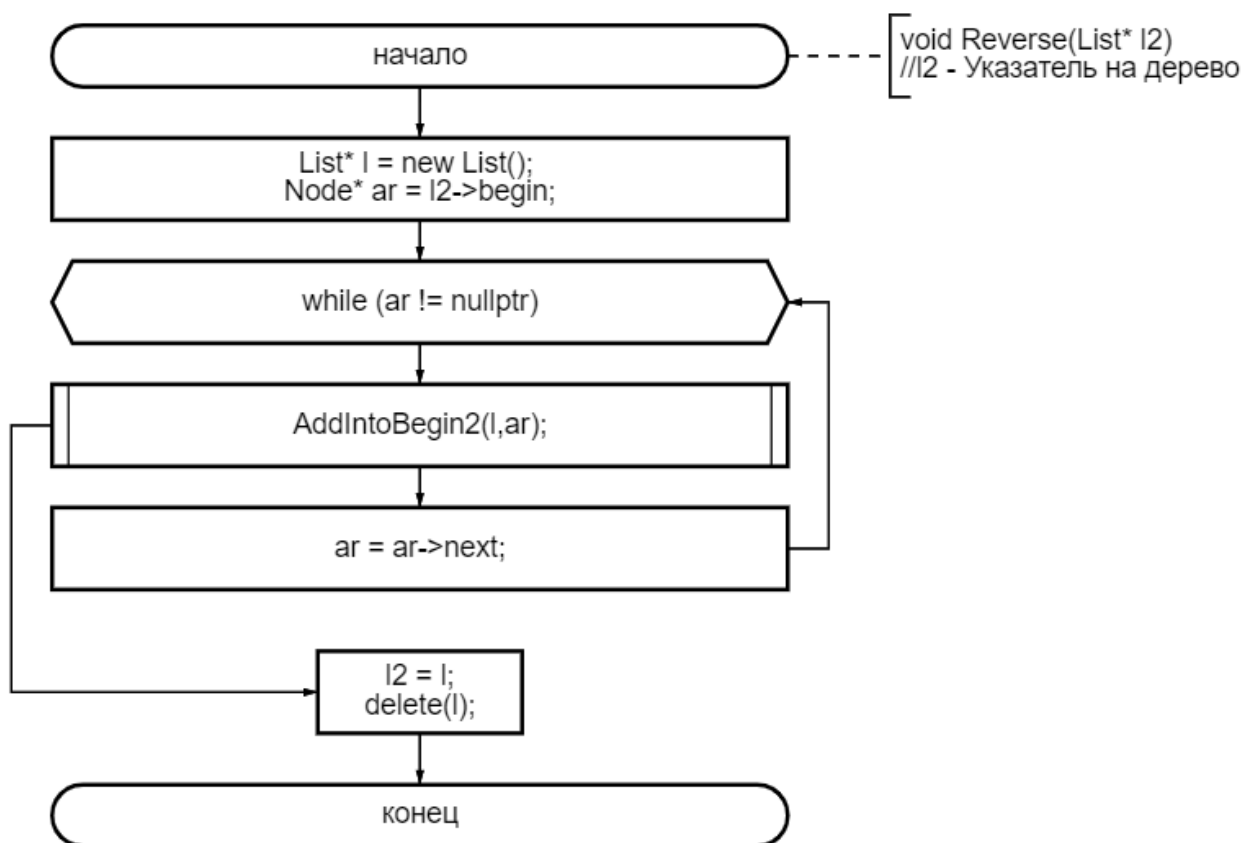 начало
void Reverse(List* l2)
//l2 - Указатель на дерево
List* l = new List();
Node* ar = l2->begin;
while (ar != nullptr)
AddIntoBegin2(l,ar);
ar = ar->next;
l2 = l;
delete(l);
конец